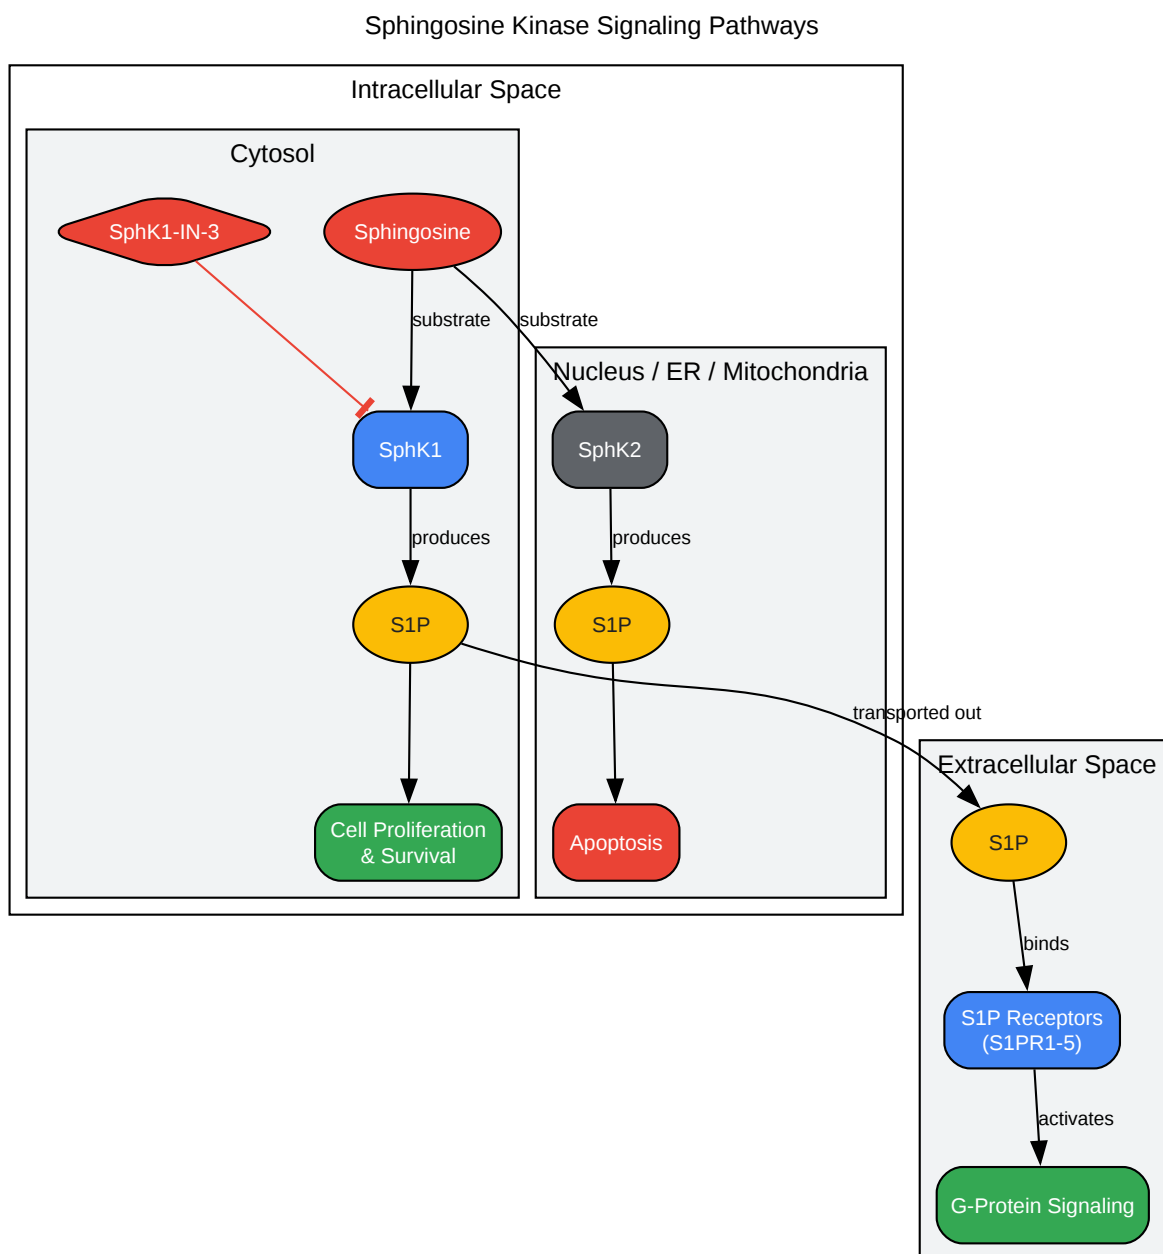 Sphingosine Kinase Signaling Pathways
Intracellular Space
Cytosol
SphK1-IN-3
Sphingosine
substrate
substrate
Nucleus / ER / Mitochondria
SphK1
SphK2
produces
produces
S1P
S1P
transported out
Extracellular Space
Cell Proliferation
& Survival
Apoptosis
S1P
binds
S1P Receptors
(S1PR1-5)
activates
G-Protein Signaling